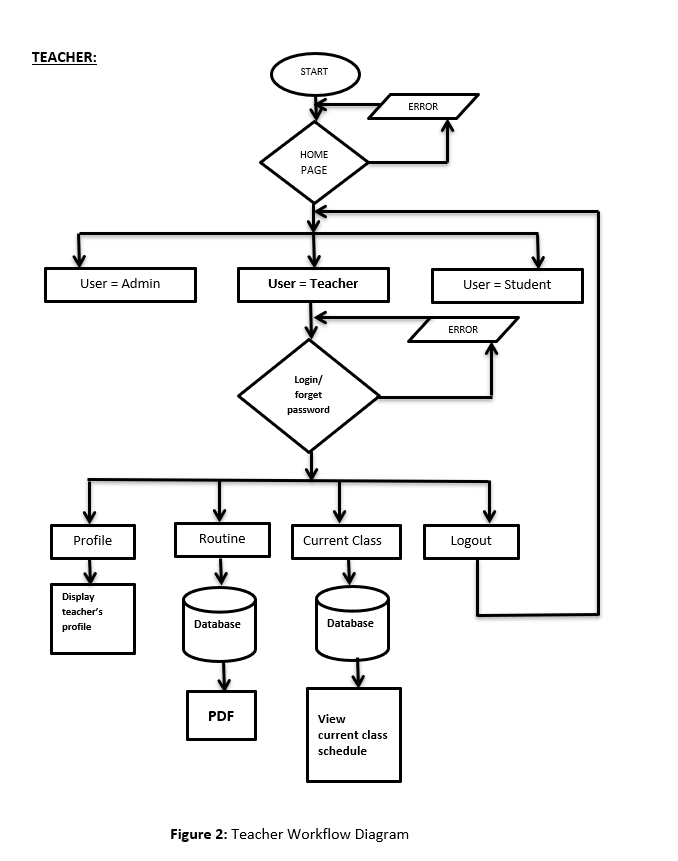 TEACHER:
START
ERROR
HOME
PAGE
User = Admin
User = Teacher
User = Student
ERROR
Login/
forget
password
Profile
Routine
Current Class
Logout
Display
teacher's
profile
Database
Database
PDF
View
current class
schedule
Figure 2: Teacher Workflow Diagram